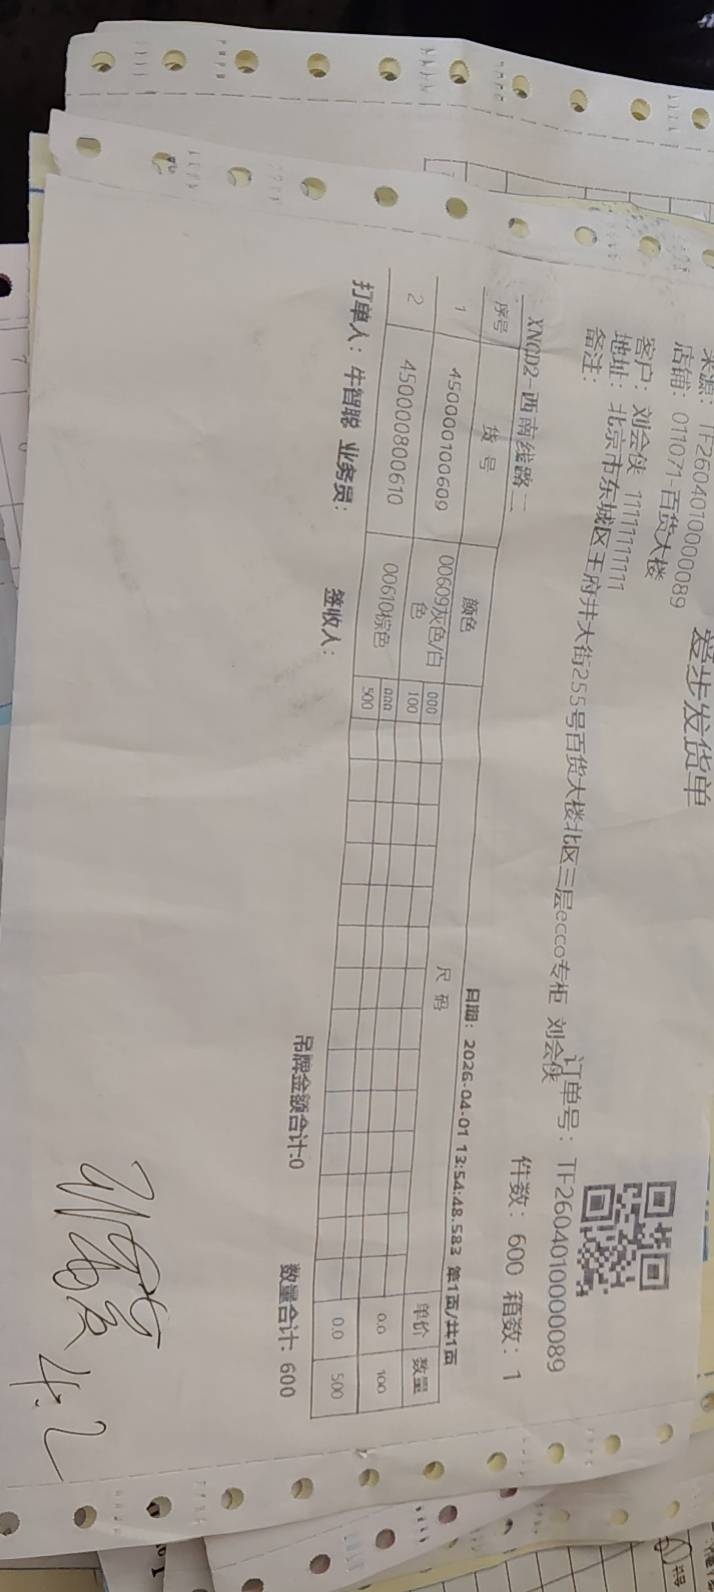 爱步发货单
来源：TF2604010000089
店铺：011071-百货大楼
订单号：TF2604010000089
客户：刘会侠 11111111111
地址：北京市东城区王府井大街255号百货大楼北区三层ecco专柜 刘会侠
备注：
件数：600 箱数：1
XNCD2-西南线路二
日期：2026-04-01 13:54:48.583 第1页/共1页
序号 货号 颜色 尺码 单价 数量
1 450000100609 00609灰色/白色 000 0.0 100
100
2 450000800610 00610棕色 000 0.0 500
500
打单人：牛智聪 业务员： 签收人： 吊牌金额合计:0 数量合计：600
4.2